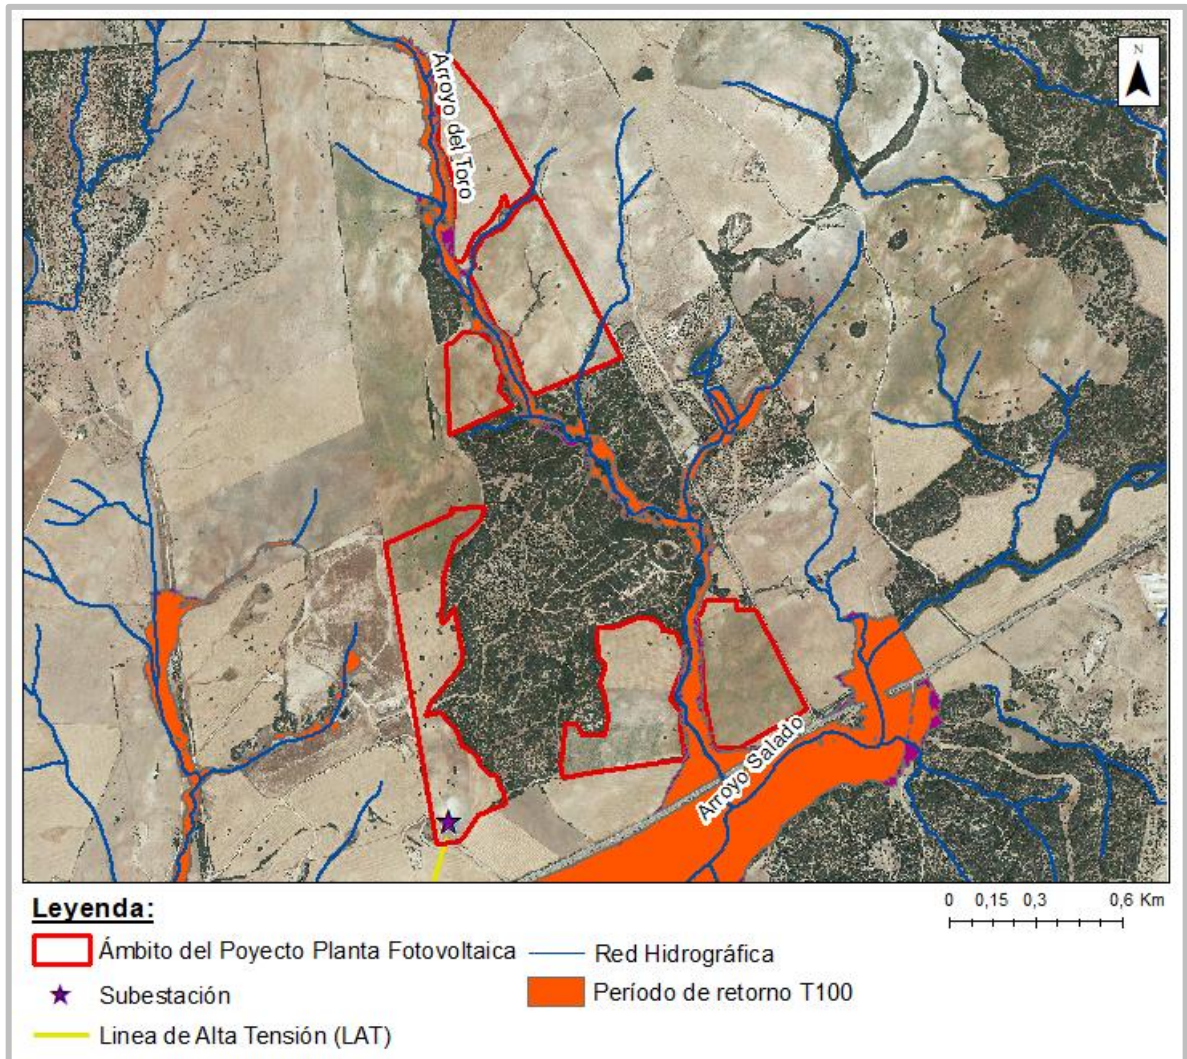 N
Arroyo del Toro
Arroyo Salado
Leyenda:
0 0,15 0,3 0,6 Km
Ámbito del Poyecto Planta Fotovoltaica
Red Hidrográfica
Subestación
Período de retorno T100
Linea de Alta Tensión (LAT)